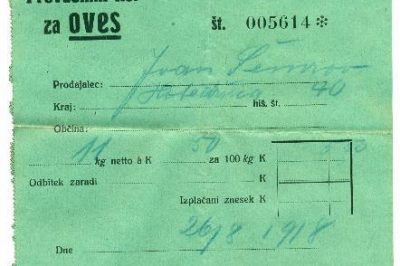 za oves
št. 005614*
Prodajalec: Ivan
Kraj: hiš. št. 40
Občina:
11 kg netto à K 50 za 100 kg K
Odbitek zaradi K
Izplačani znesek K
Dne 26/8 1918